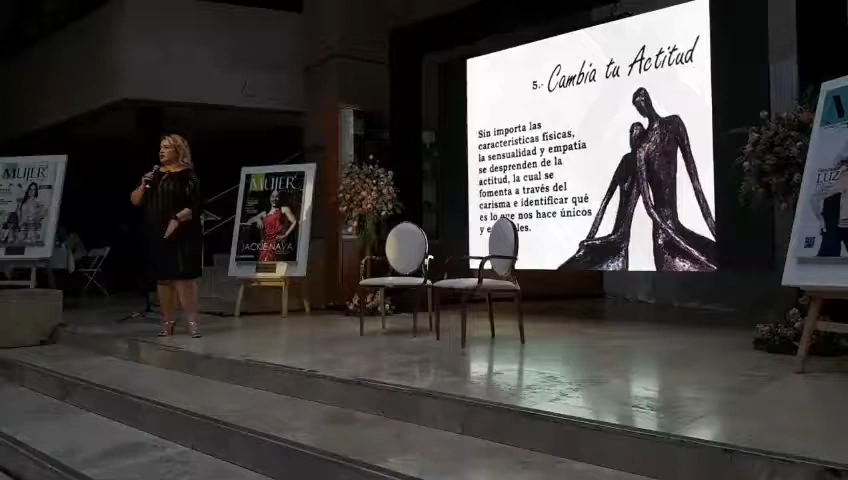 5.- Cambia tu Actitud
Sin importa las
características físicas,
la sensualidad y empatía
se desprenden de la
actitud, la cual se
fomenta a través del
carisma e identificar qué
es lo que nos hace únicos
y
MUJER
MUJER
JACKIE NAVA
LUZ